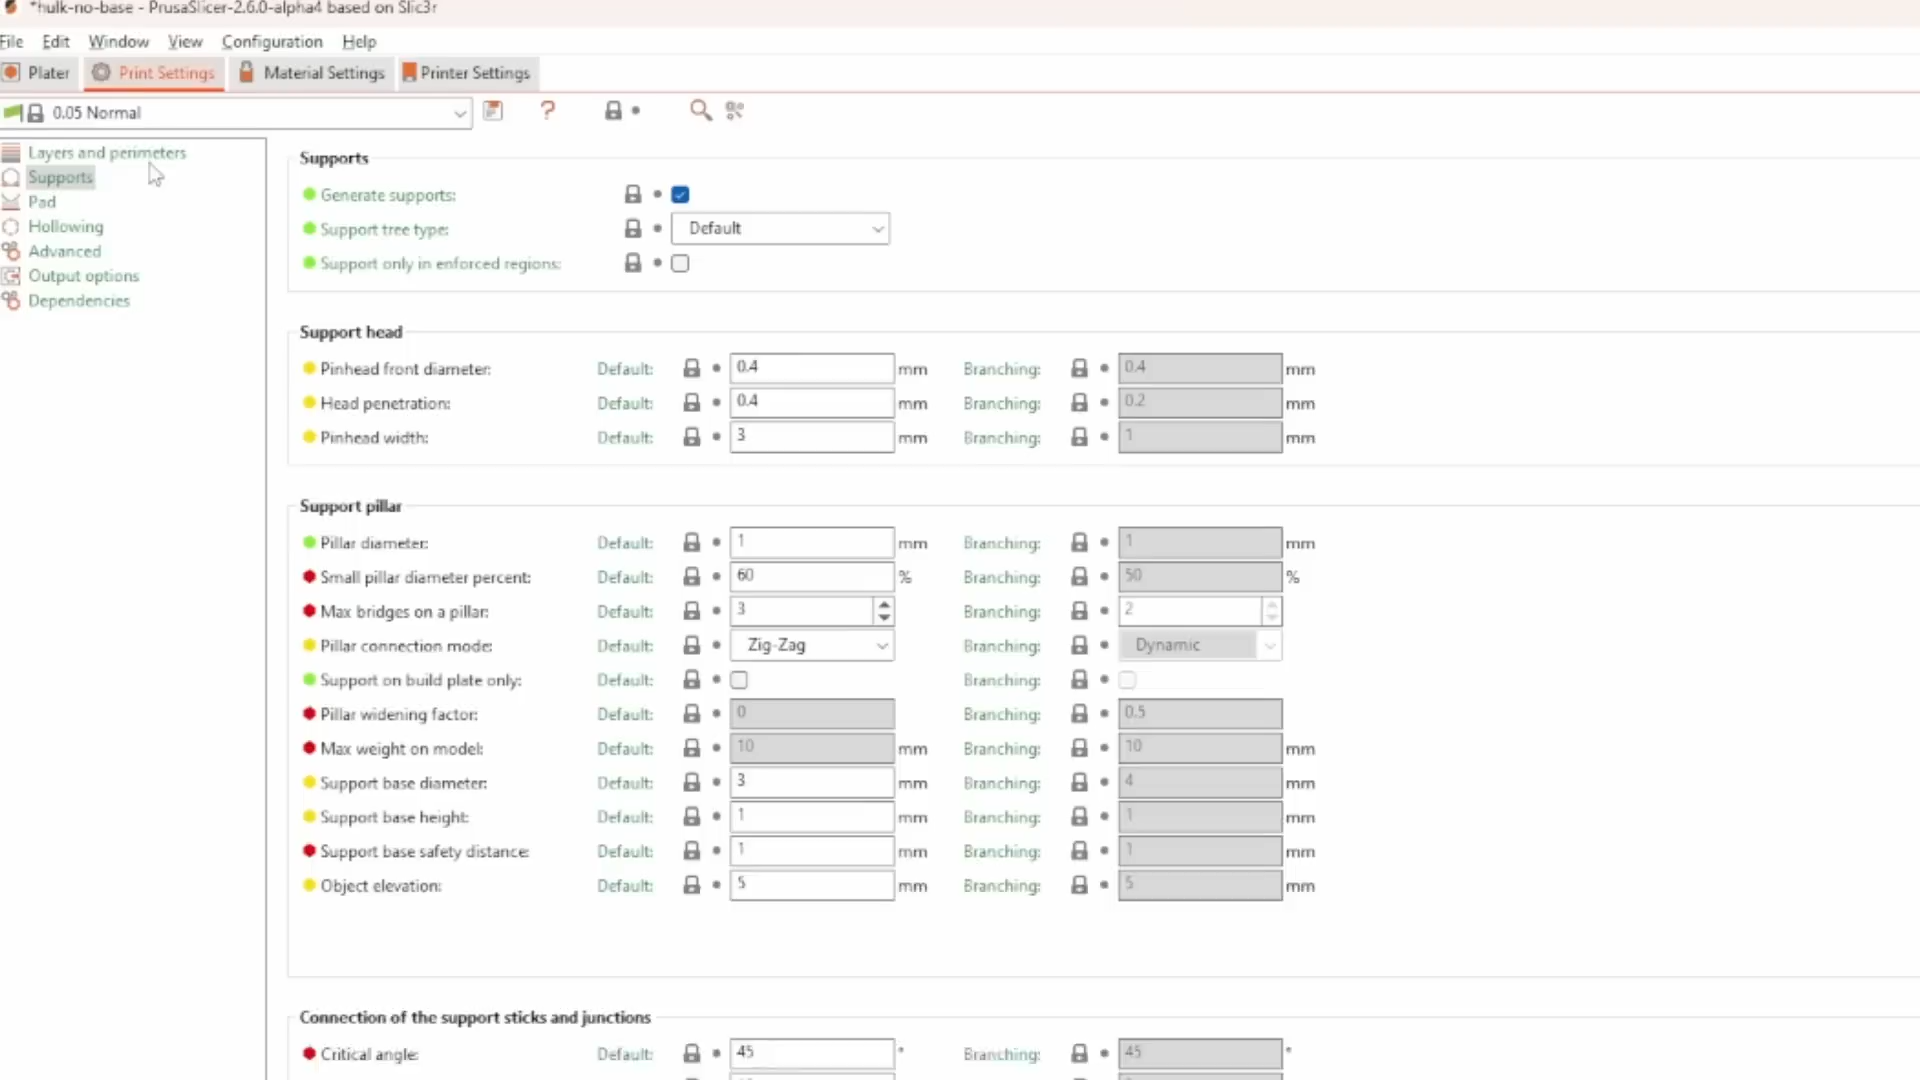 *hulk-no-base - PrusaSlicer-2.6.0-alpha4 based on Slic3r
File Edit Window View Configuration Help
Plater Print Settings Material Settings Printer Settings
0.05 Normal
?
Layers and perimeters
Supports
Pad
Hollowing
Advanced
Output options
Dependencies
Supports
Generate supports:
Support tree type: Default
Support only in enforced regions:
Support head
Pinhead front diameter: Default: 0.4 mm Branching: 0.4 mm
Head penetration: Default: 0.4 mm Branching: 0.2 mm
Pinhead width: Default: 3 mm Branching: 1 mm
Support pillar
Pillar diameter: Default: 1 mm Branching: 1 mm
Small pillar diameter percent: Default: 60 % Branching: 50 %
Max bridges on a pillar: Default: 3 Branching: 2
Pillar connection mode: Default: Zig-Zag Branching: Dynamic
Support on build plate only: Default: Branching:
Pillar widening factor: Default: 0 Branching: 0.5
Max weight on model: Default: 10 mm Branching: 10 mm
Support base diameter: Default: 3 mm Branching: 4 mm
Support base height: Default: 1 mm Branching: 1 mm
Support base safety distance: Default: 1 mm Branching: 1 mm
Object elevation: Default: 5 mm Branching: 5 mm
Connection of the support sticks and junctions
Critical angle: Default: 45 ° Branching: 45 °